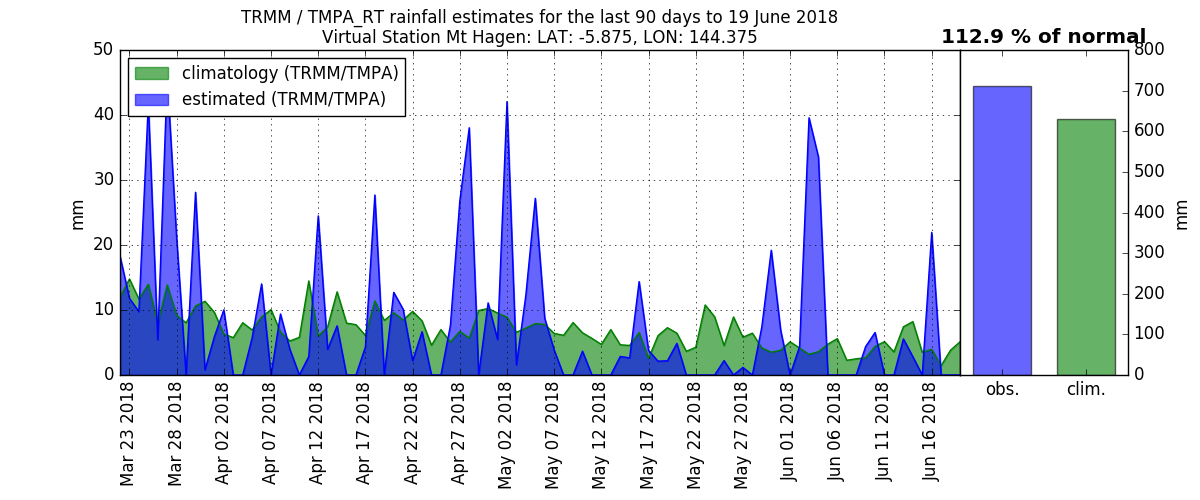 TRMM / TMPA_RT rainfall estimates for the last 90 days to 19 June 2018
Virtual Station Mt Hagen: LAT: -5.875, LON: 144.375
112.9 % of normal
climatology (TRMM/TMPA)
estimated (TRMM/TMPA)
50
40
30
20
10
0
mm
Mar 23 2018
Mar 28 2018
Apr 02 2018
Apr 07 2018
Apr 12 2018
Apr 17 2018
Apr 22 2018
Apr 27 2018
May 02 2018
May 07 2018
May 12 2018
May 17 2018
May 22 2018
May 27 2018
Jun 01 2018
Jun 06 2018
Jun 11 2018
Jun 16 2018
800
700
600
500
400
300
200
100
0
mm
obs.
clim.